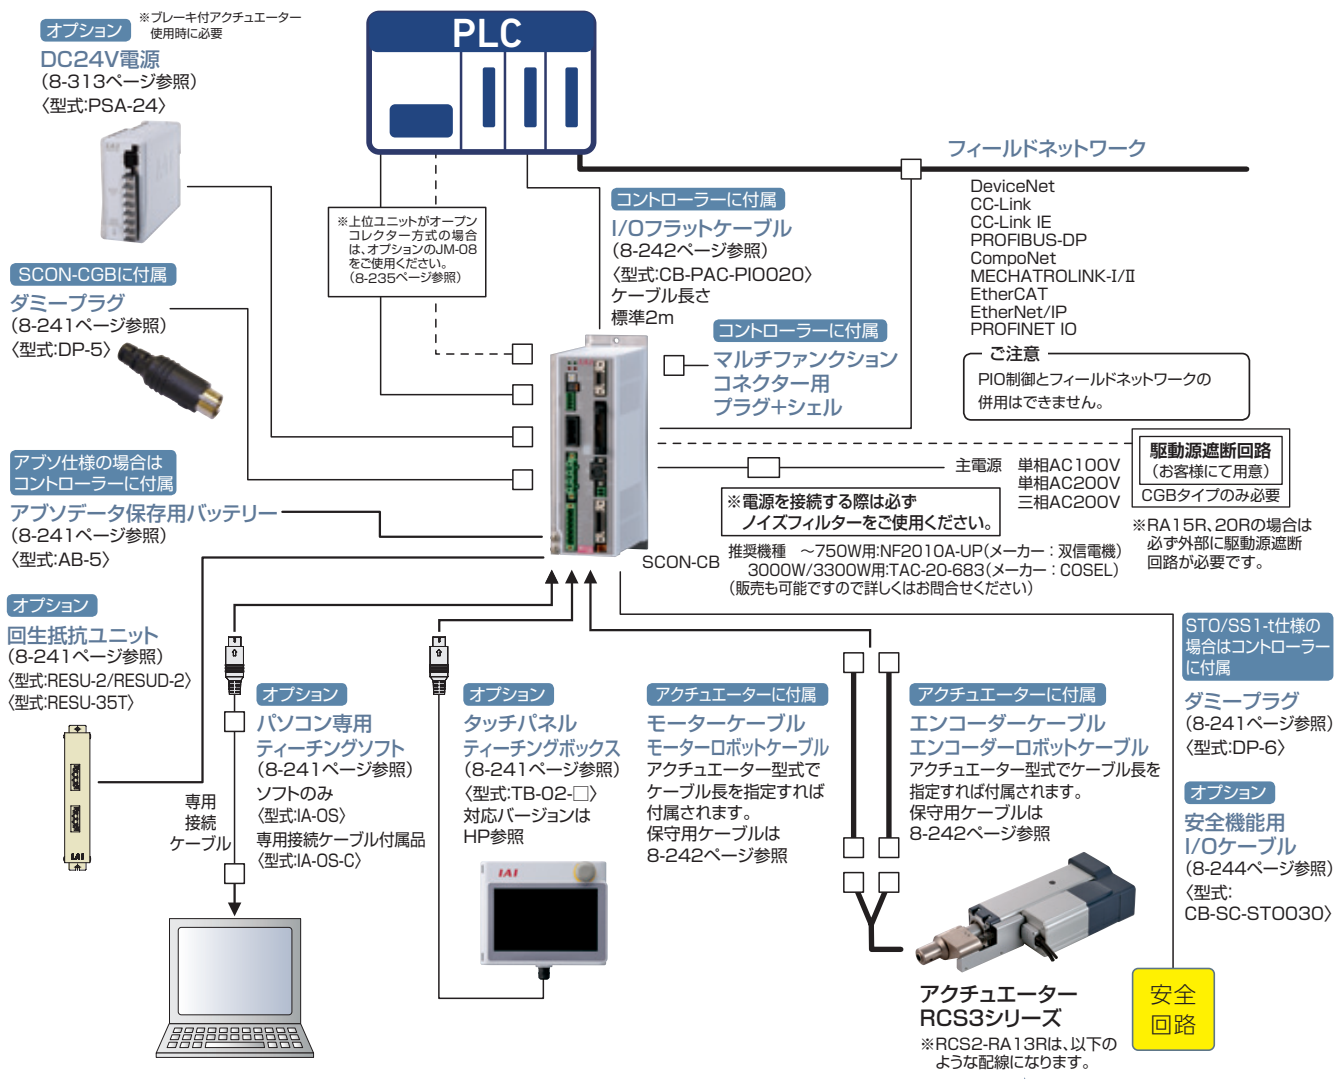 オプション
※ブレーキ付アクチュエーター
使用時に必要
DC24V電源
(8-313ページ参照)
〈型式:PSA-24〉
PLC
フィールドネットワーク
DeviceNet
CC-Link
CC-Link IE
PROFIBUS-DP
CompoNet
MECHATROLINK-I/II
EtherCAT
EtherNet/IP
PROFINET IO
ご注意
PIO制御とフィールドネットワークの
併用はできません。
※上位ユニットがオープン
コレクター方式の場合
は、オプションのJM-08
をご使用ください。
(8-235ページ参照)
コントローラーに付属
I/Oフラットケーブル
(8-242ページ参照)
〈型式:CB-PAC-PIO020〉
ケーブル長さ
標準2m
コントローラーに付属
マルチファンクション
コネクター用
プラグ+シェル
SCON-CGBに付属
ダミープラグ
(8-241ページ参照)
〈型式:DP-5〉
アブソ仕様の場合は
コントローラーに付属
アブソデータ保存用バッテリー
(8-241ページ参照)
〈型式:AB-5〉
駆動源遮断回路
(お客様にて用意)
CGBタイプのみ必要
※RA15R、20Rの場合は
必ず外部に駆動源遮断
回路が必要です。
主電源 単相AC100V
単相AC200V
三相AC200V
※電源を接続する際は必ず
ノイズフィルターをご使用ください。
SCON-CB
推奨機種 ～750W用:NF2010A-UP(メーカー：双信電機)
3000W/3300W用:TAC-20-683(メーカー：COSEL)
(販売も可能ですので詳しくはお問合せください)
オプション
回生抵抗ユニット
(8-241ページ参照)
〈型式:RESU-2/RESUD-2〉
〈型式:RESU-35T〉
IAI
専用
接続
ケーブル
オプション
パソコン専用
ティーチングソフト
(8-241ページ参照)
ソフトのみ
〈型式:IA-OS〉
専用接続ケーブル付属品
〈型式:IA-OS-C〉
オプション
タッチパネル
ティーチングボックス
(8-241ページ参照)
〈型式:TB-02-□〉
対応バージョンは
HP参照
IAI
アクチュエーターに付属
モーターケーブル
モーターロボットケーブル
アクチュエーター型式で
ケーブル長を指定すれば
付属されます。
保守用ケーブルは
8-242ページ参照
アクチュエーターに付属
エンコーダーケーブル
エンコーダーロボットケーブル
アクチュエーター型式でケーブル長を
指定すれば付属されます。
保守用ケーブルは
8-242ページ参照
アクチュエーター
RCS3シリーズ
※RCS2-RA13Rは、以下の
ような配線になります。
STO/SS1-t仕様の
場合はコントローラー
に付属
ダミープラグ
(8-241ページ参照)
〈型式:DP-6〉
オプション
安全機能用
I/Oケーブル
(8-244ページ参照)
〈型式:
CB-SC-STO030〉
安全
回路